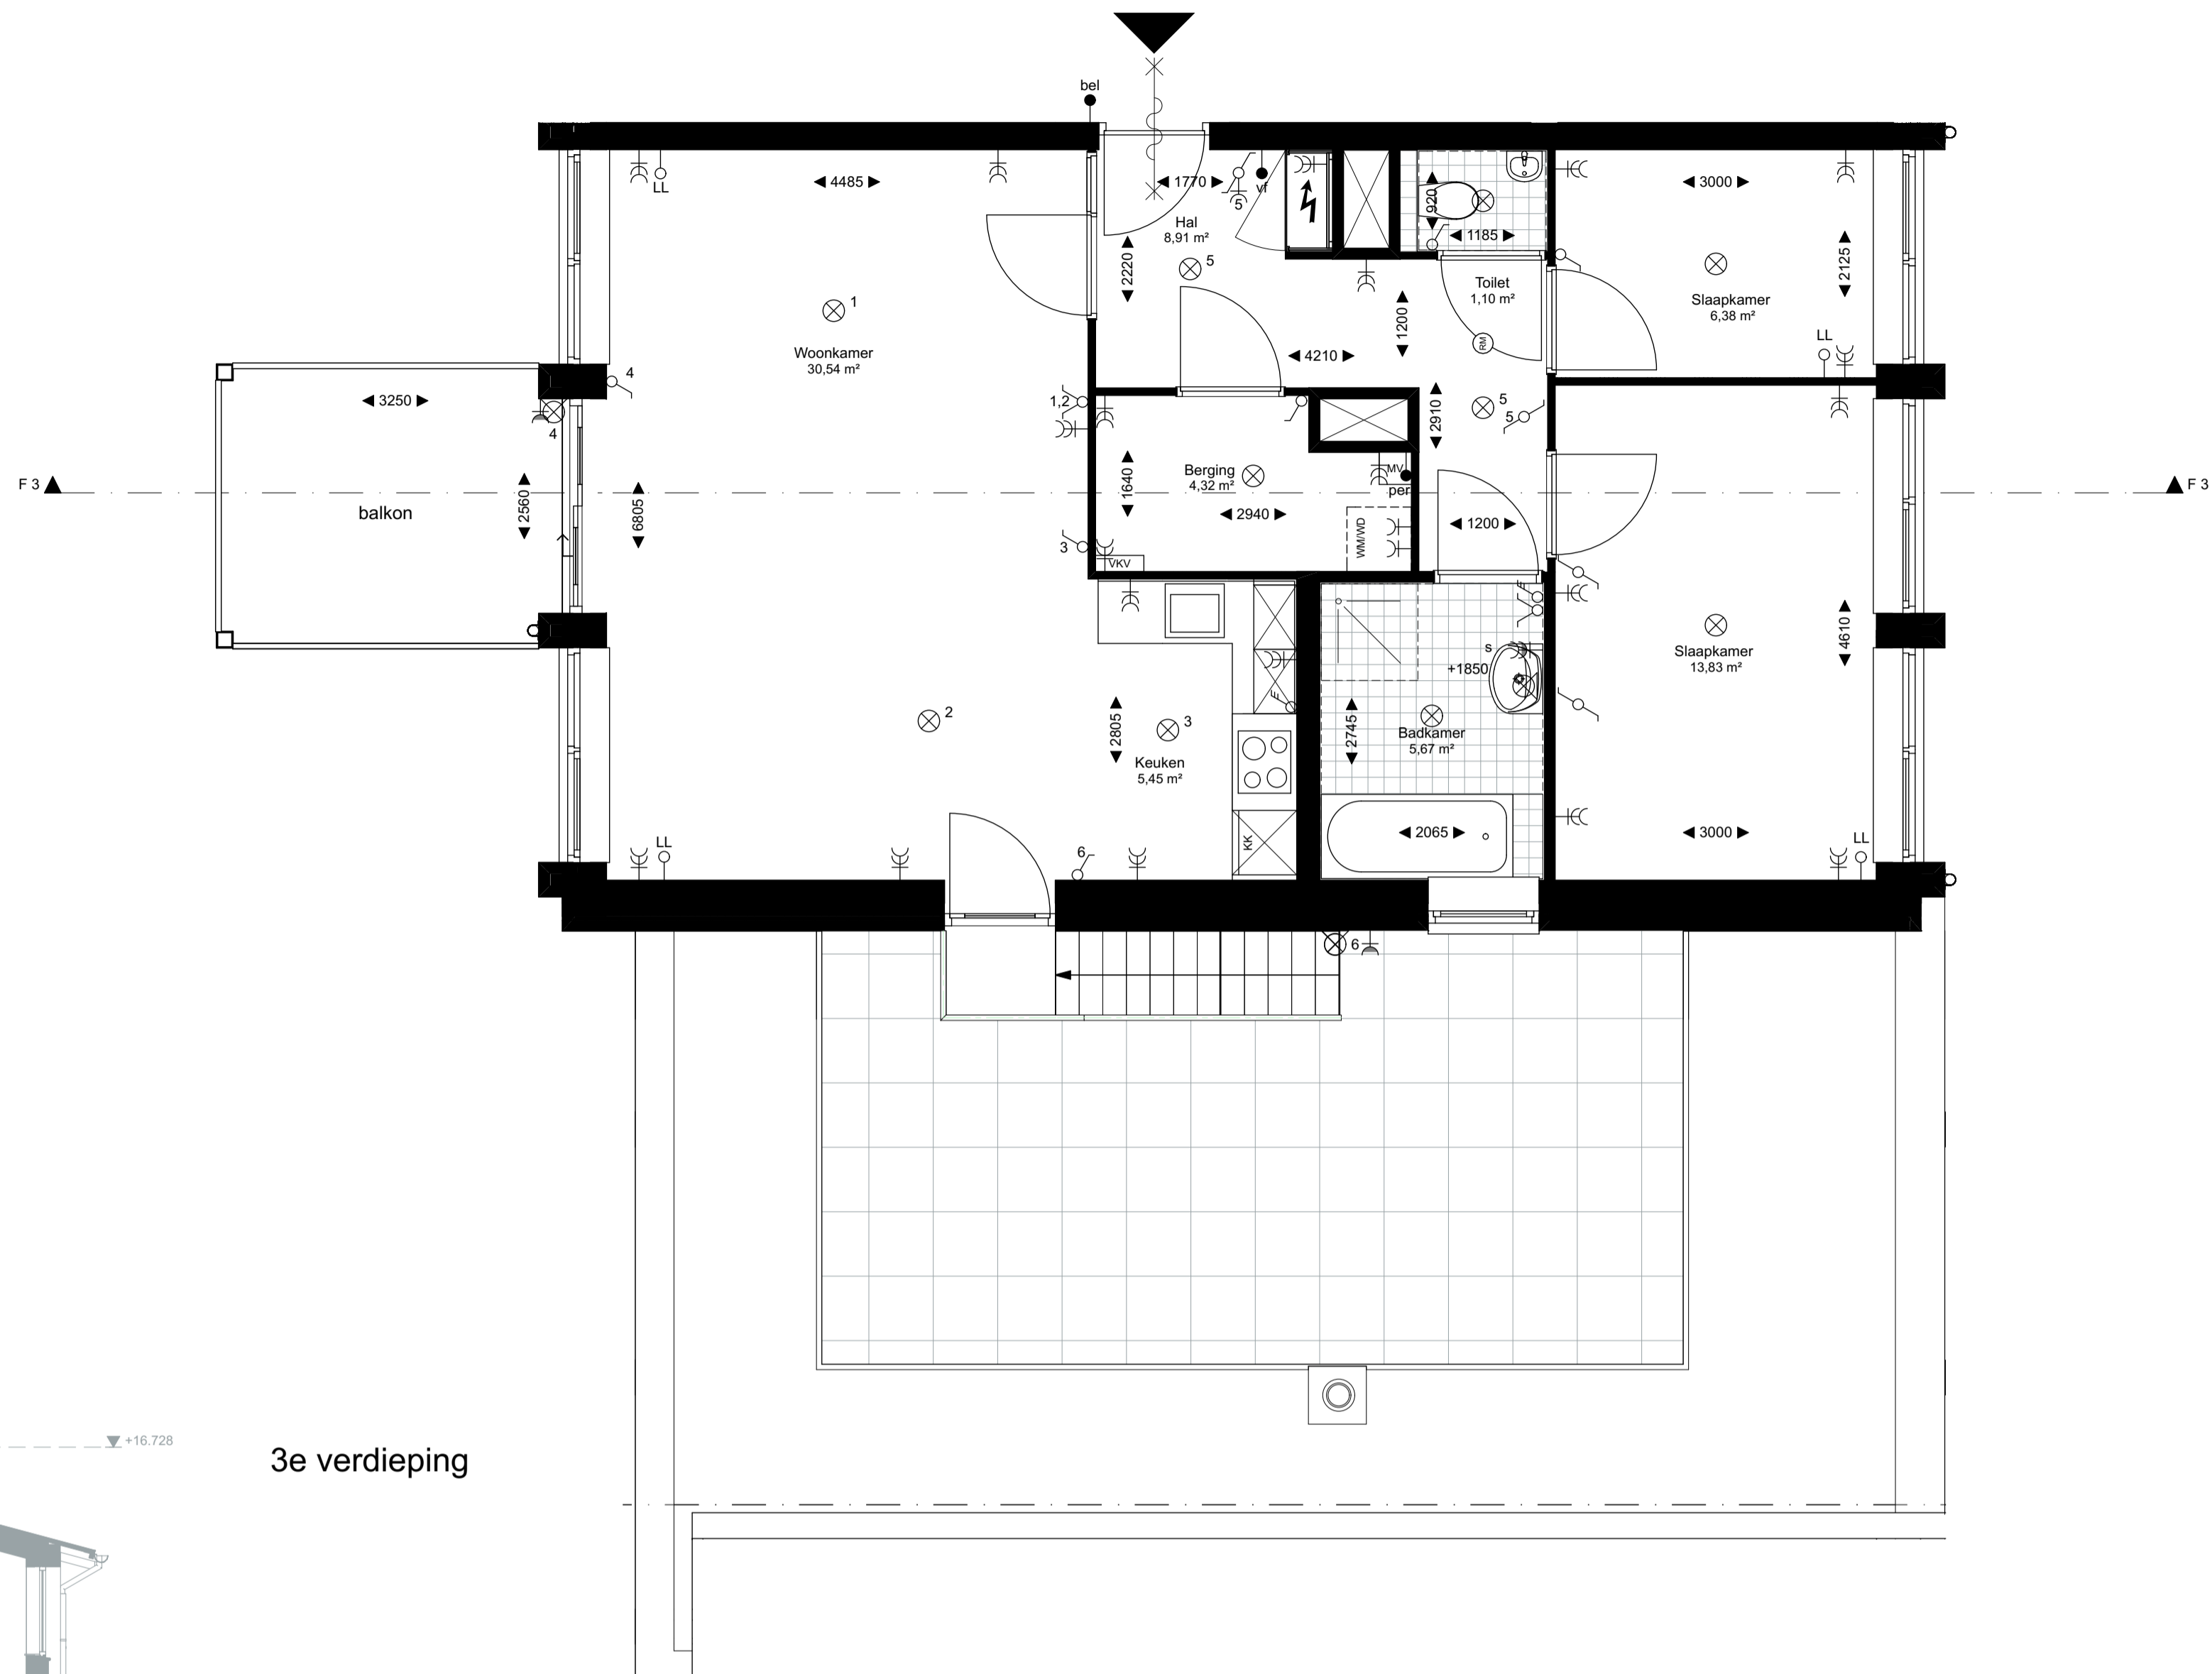 bel
4485
LL
1770
5
vf
920
1185
3000
Hal
8,91 m²
2220
5
Toilet
1,10 m²
2125
Slaapkamer
6,38 m²
1
Woonkamer
30,54 m²
1200
RM
4210
LL
3250
4
4
1,2
2910
5
5
F 3
balkon
2560
6805
1640
Berging
4,32 m²
MV
per
2940
1200
F 3
3
VKV
WM/WD
s
+1850
Slaapkamer
13,83 m²
4610
2
2805
3
Keuken
5,45 m²
2745
Badkamer
5,67 m²
LL
6
KK
2065
3000
LL
6
+16.728
3e verdieping